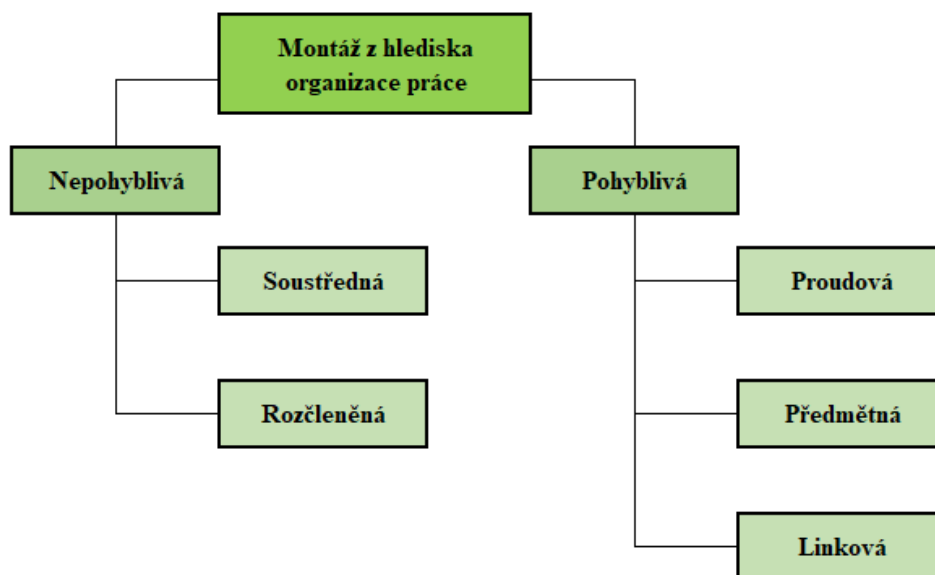 Montáž z hlediska
organizace práce
Nepohyblivá
Pohyblivá
Soustředná
Proudová
Rozčleněná
Předmětná
Linková